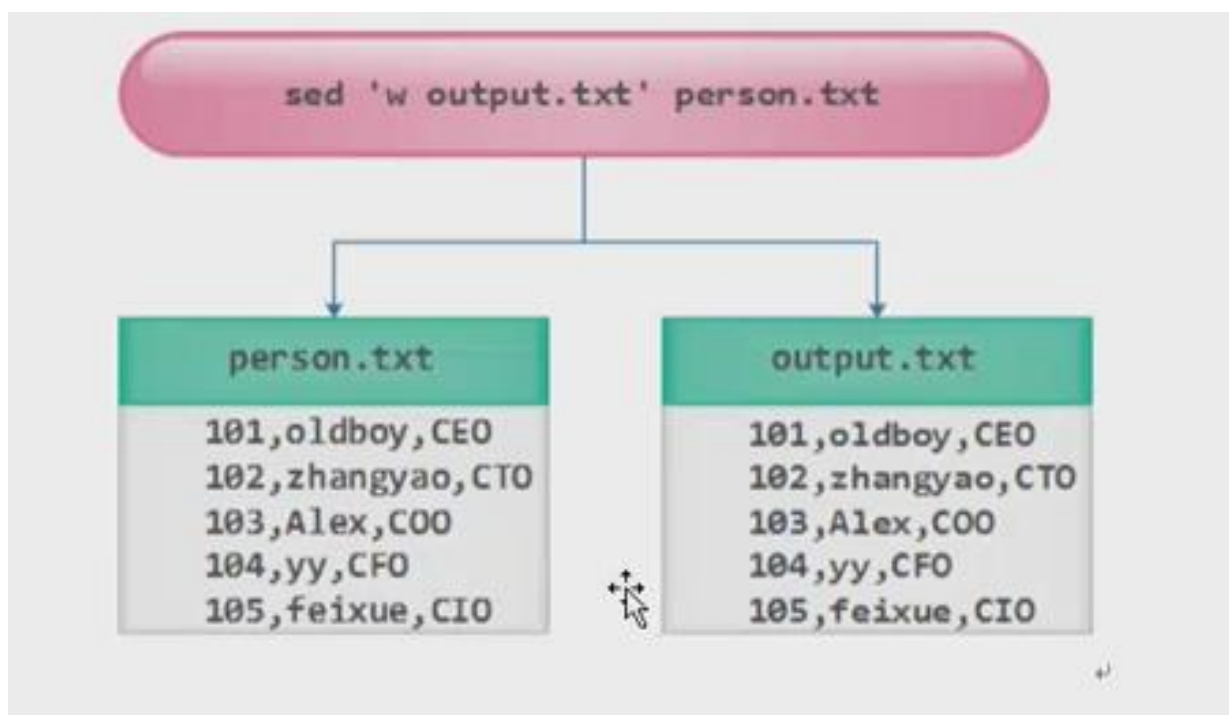 sed 'w output.txt' person.txt
person.txt
101,oldboy,CEO
102,zhangyao,CTO
103,Alex,COO
104,yy,CFO
105,feixue,CIO
output.txt
101,oldboy,CEO
102,zhangyao,CTO
103,Alex,COO
104,yy,CFO
105,feixue,CIO